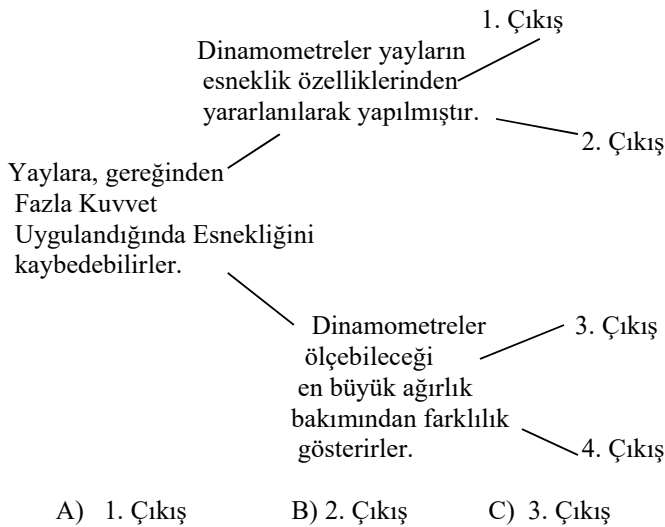 1. Çıkış
Dinamometreler yayların
esneklik özelliklerinden
yararlanılarak yapılmıştır.
2. Çıkış
Yaylara, gereğinden
Fazla Kuvvet
Uygulandığında Esnekliğini
kaybedebilirler.
Dinamometreler
ölçebileceği
en büyük ağırlık
bakımından farklılık
gösterirler.
3. Çıkış
4. Çıkış
A) 1. Çıkış B) 2. Çıkış C) 3. Çıkış